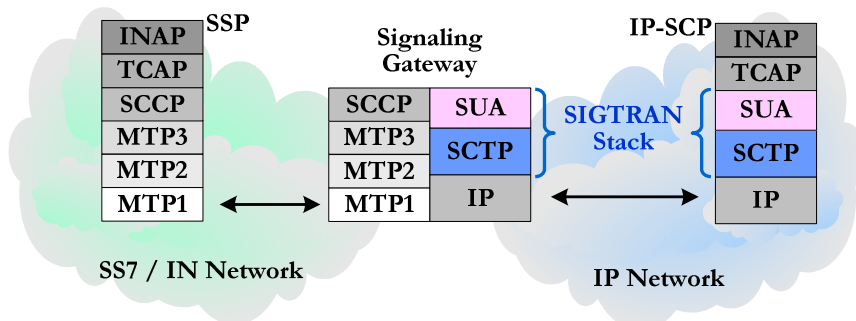 SSP
INAP
TCAP
SCCP
MTP3
MTP2
MTP1
SS7 / IN Network
Signaling
Gateway
SCCP
MTP3
MTP2
MTP1
SUA
SCTP
IP
SIGTRAN
Stack
IP-SCP
INAP
TCAP
SUA
SCTP
IP
IP Network